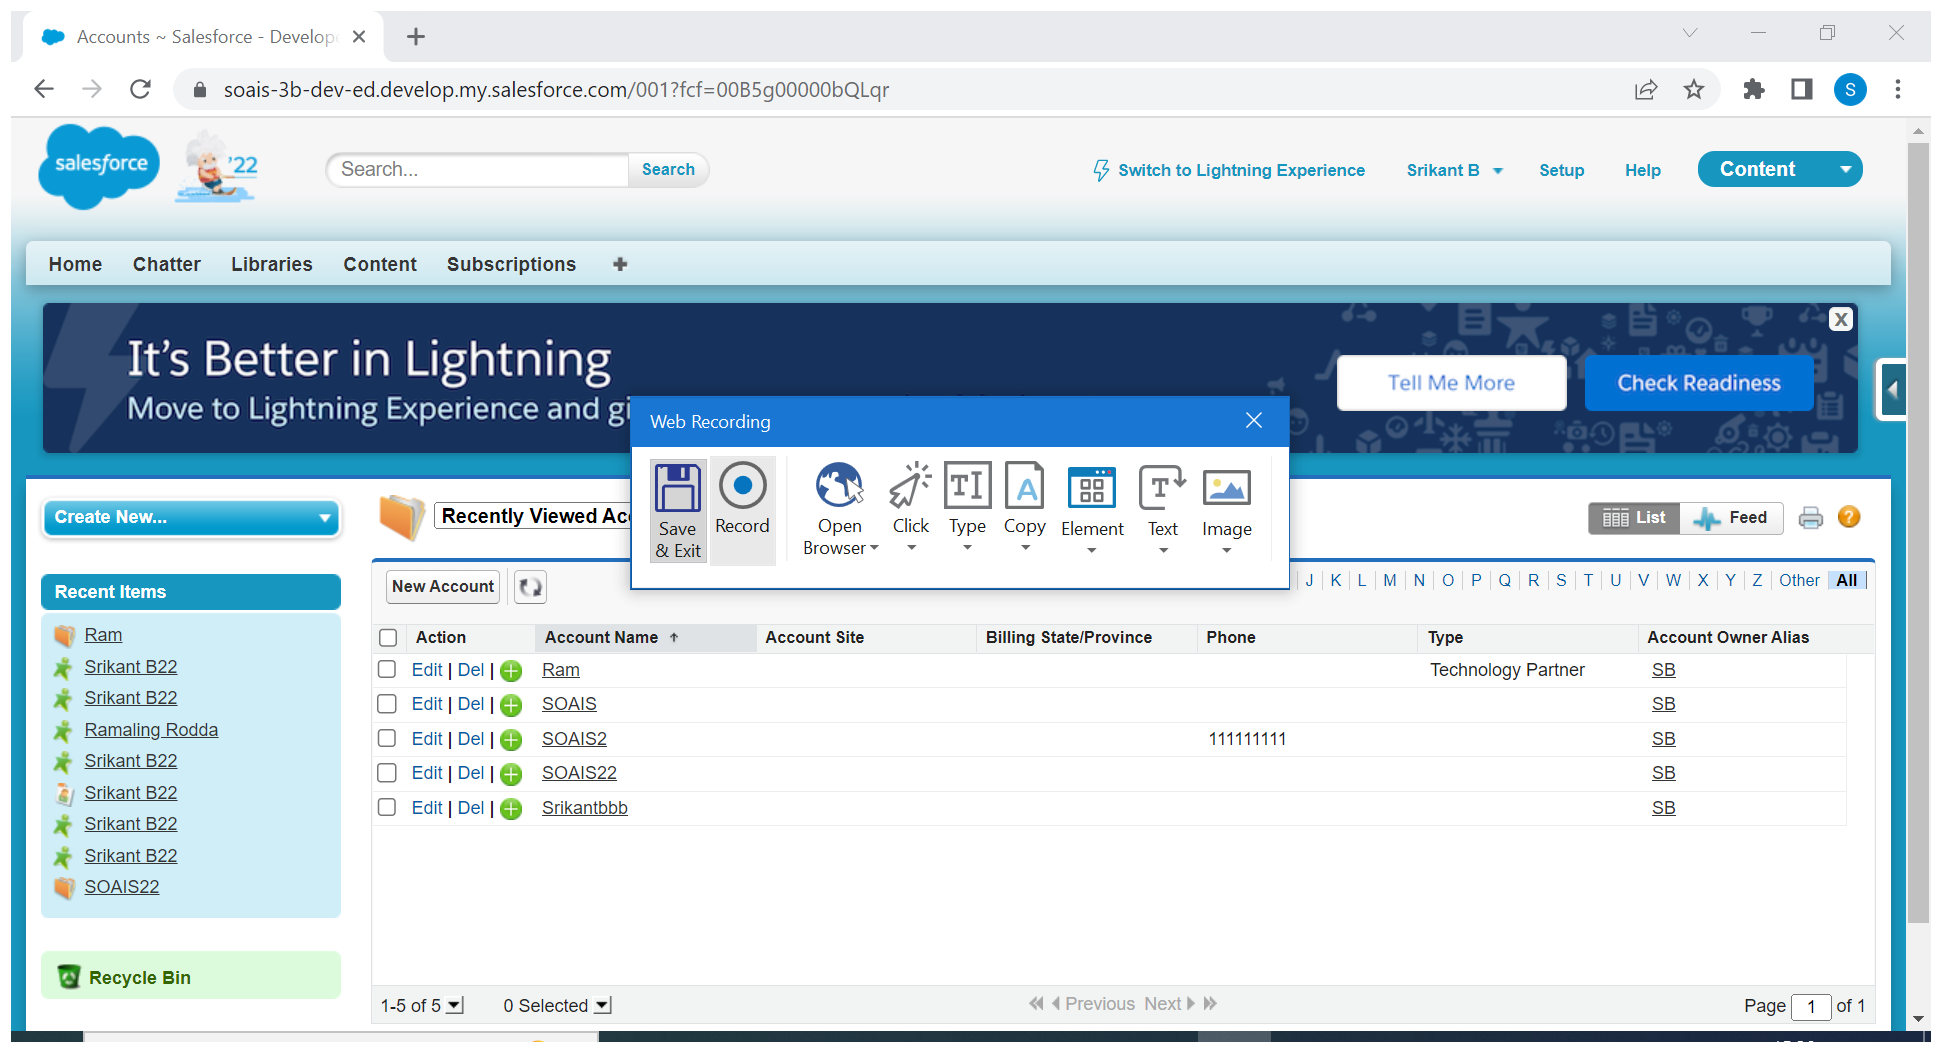 Accounts ~ Salesforce - Develop
soais-3b-dev-ed.develop.my.salesforce.com/001?fcf=00B5g00000bQLqr
S
salesforce
'22
Search...
Search
Switch to Lightning Experience
Srikant B
Setup
Help
Content
Home
Chatter
Libraries
Content
Subscriptions
It's Better in Lightning
Move to Lightning Experience and gi
Tell Me More
Check Readiness
X
Web Recording
Save & Exit
Record
Open Browser
Click
Type
Copy
Element
Text
Image
Create New...
Recently Viewed Ac
List
Feed
?
New Account
J K L M N O P Q R S T U V W X Y Z Other All
Recent Items
Ram
Srikant B22
Srikant B22
Ramaling Rodda
Srikant B22
Srikant B22
Srikant B22
Srikant B22
SOAIS22
Recycle Bin
Action Account Name Account Site Billing State/Province Phone Type Account Owner Alias
Edit | Del | Ram Technology Partner SB
Edit | Del | SOAIS SB
Edit | Del | SOAIS2 111111111 SB
Edit | Del | SOAIS22 SB
Edit | Del | Srikantbbb SB
1-5 of 5
0 Selected
Previous Next
Page 1 of 1